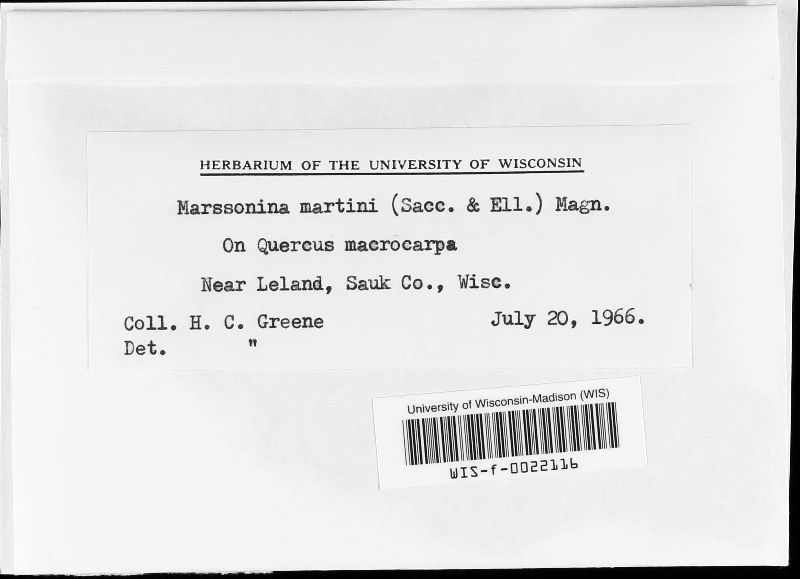 HERBARIUM OF THE UNIVERSITY OF WISCONSIN
Marssonina martini (Sacc. & Ell.) Magn.
On Quercus macrocarpa
Near Leland, Sauk Co., Wisc.
Coll. H. C. Greene July 20, 1966.
Det. "
University of Wisconsin-Madison (WIS)
WIS-f-0022116